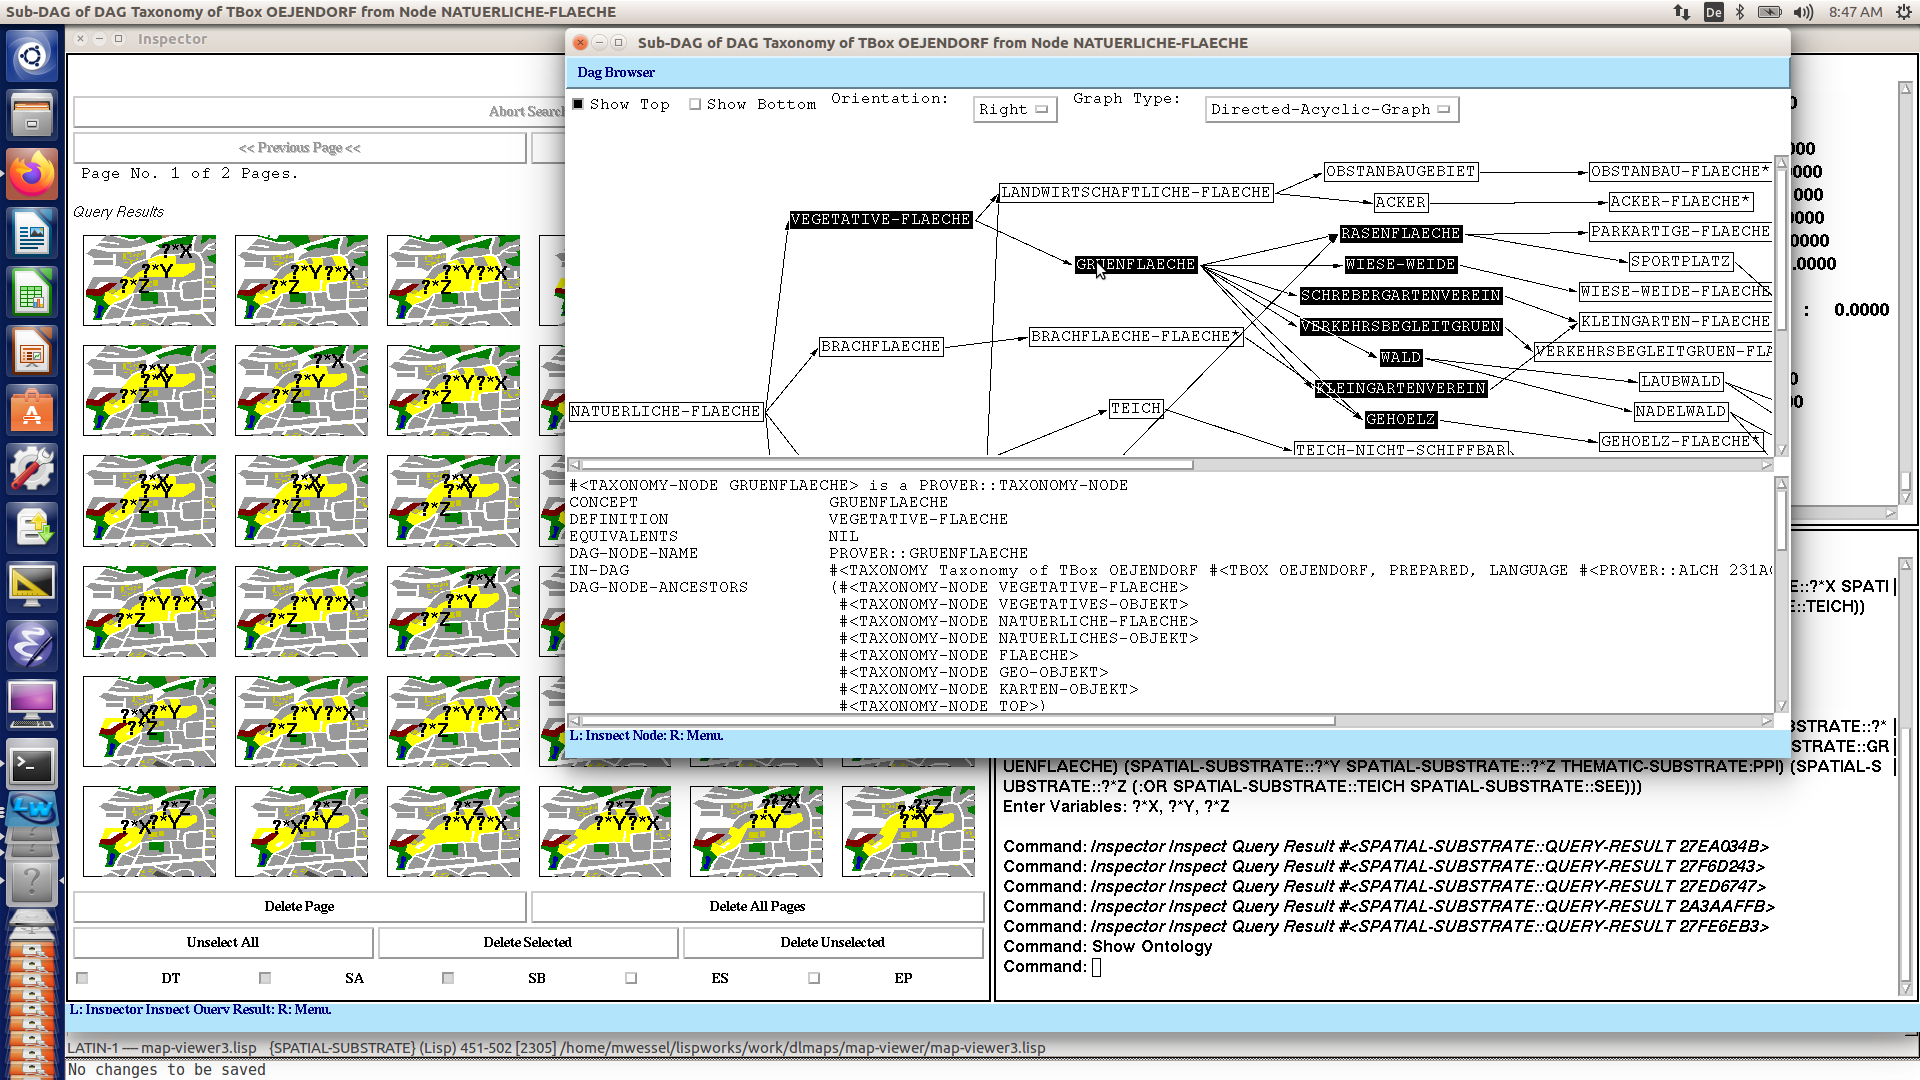 Sub-DAG of DAG Taxonomy of TBox OEJENDORF from Node NATUERLICHE-FLAECHE
De
8:47 AM
Inspector
Abort Searc
<< Previous Page <<
Page No. 1 of 2 Pages.
Query Results
?*X
?*Y
?*Z
?*Y?*X
?*Z
?*Y?*X
?*Z
?*X
?*Y
?*Z
?*X
?*Y
?*Z
?*Y?*X
?*Z
?*X
?*Y
?*Z
?*X
?*Y
?*Z
?*X
?*Y
?*Z
?*Y?*X
?*Z
?*Y?*X
?*Z
?*X
?*Y
?*Z
?*X?*Y
?*Z
?*Y?*X
?*Z
?*Y?*X
?*Z
?*Z
?*X?*Y
?*Z
?*X?*Y
?*Z
?*Y?*X
?*Z
?*Y?*X
?*Z?*X
?*Y
?*Z
?*X
?*Y
Delete Page
Delete All Pages
Unselect All
Delete Selected
Delete Unselected
DT
SA
SB
ES
EP
L: Inspector Inspect Query Result: R: Menu.
Sub-DAG of DAG Taxonomy of TBox OEJENDORF from Node NATUERLICHE-FLAECHE
Dag Browser
Show Top
Show Bottom
Orientation:
Right
Graph Type:
Directed-Acyclic-Graph
NATUERLICHE-FLAECHE
VEGETATIVE-FLAECHE
BRACHFLAECHE
LANDWIRTSCHAFTLICHE-FLAECHE
GRUENFLAECHE
BRACHFLAECHE-FLAECHE*
TEICH
OBSTANBAUGEBIET
ACKER
RASENFLAECHE
WIESE-WEIDE
SCHREBERGARTENVEREIN
VERKEHRSBEGLEITGRUEN
WALD
KLEINGARTENVEREIN
GEHOELZ
TEICH-NICHT-SCHIFFBAR
OBSTANBAU-FLAECHE*
ACKER-FLAECHE*
PARKARTIGE-FLAECHE
SPORTPLATZ
WIESE-WEIDE-FLAECHE
KLEINGARTEN-FLAECHE
VERKEHRSBEGLEITGRUEN-FLA
LAUBWALD
NADELWALD
GEHOELZ-FLAECHE*
#<TAXONOMY-NODE GRUENFLAECHE> is a PROVER::TAXONOMY-NODE
CONCEPT GRUENFLAECHE
DEFINITION VEGETATIVE-FLAECHE
EQUIVALENTS NIL
DAG-NODE-NAME PROVER::GRUENFLAECHE
IN-DAG #<TAXONOMY Taxonomy of TBox OEJENDORF #<TBOX OEJENDORF, PREPARED, LANGUAGE #<PROVER::ALCH 231A
DAG-NODE-ANCESTORS (#<TAXONOMY-NODE VEGETATIVE-FLAECHE>
#<TAXONOMY-NODE VEGETATIVES-OBJEKT>
#<TAXONOMY-NODE NATUERLICHE-FLAECHE>
#<TAXONOMY-NODE NATUERLICHES-OBJEKT>
#<TAXONOMY-NODE FLAECHE>
#<TAXONOMY-NODE GEO-OBJEKT>
#<TAXONOMY-NODE KARTEN-OBJEKT>
#<TAXONOMY-NODE TOP>)
L: Inspect Node: R: Menu.
: 0.0000
E::?*X SPATI
E::TEICH))
BSTRATE::?*
STRATE::GR
UENFLAECHE) (SPATIAL-SUBSTRATE::?*Y SPATIAL-SUBSTRATE::?*Z THEMATIC-SUBSTRATE:PPI) (SPATIAL-S
UBSTRATE::?*Z (:OR SPATIAL-SUBSTRATE::TEICH SPATIAL-SUBSTRATE::SEE)))
Enter Variables: ?*X, ?*Y, ?*Z
Command: Inspector Inspect Query Result #<SPATIAL-SUBSTRATE::QUERY-RESULT 27EA034B>
Command: Inspector Inspect Query Result #<SPATIAL-SUBSTRATE::QUERY-RESULT 27F6D243>
Command: Inspector Inspect Query Result #<SPATIAL-SUBSTRATE::QUERY-RESULT 27ED6747>
Command: Inspector Inspect Query Result #<SPATIAL-SUBSTRATE::QUERY-RESULT 2A3AAFFB>
Command: Inspector Inspect Query Result #<SPATIAL-SUBSTRATE::QUERY-RESULT 27FE6EB3>
Command: Show Ontology
Command:
LATIN-1 — map-viewer3.lisp {SPATIAL-SUBSTRATE} (Lisp) 451-502 [2305] /home/mwessel/lispworks/work/dlmaps/map-viewer/map-viewer3.lisp
No changes to be saved